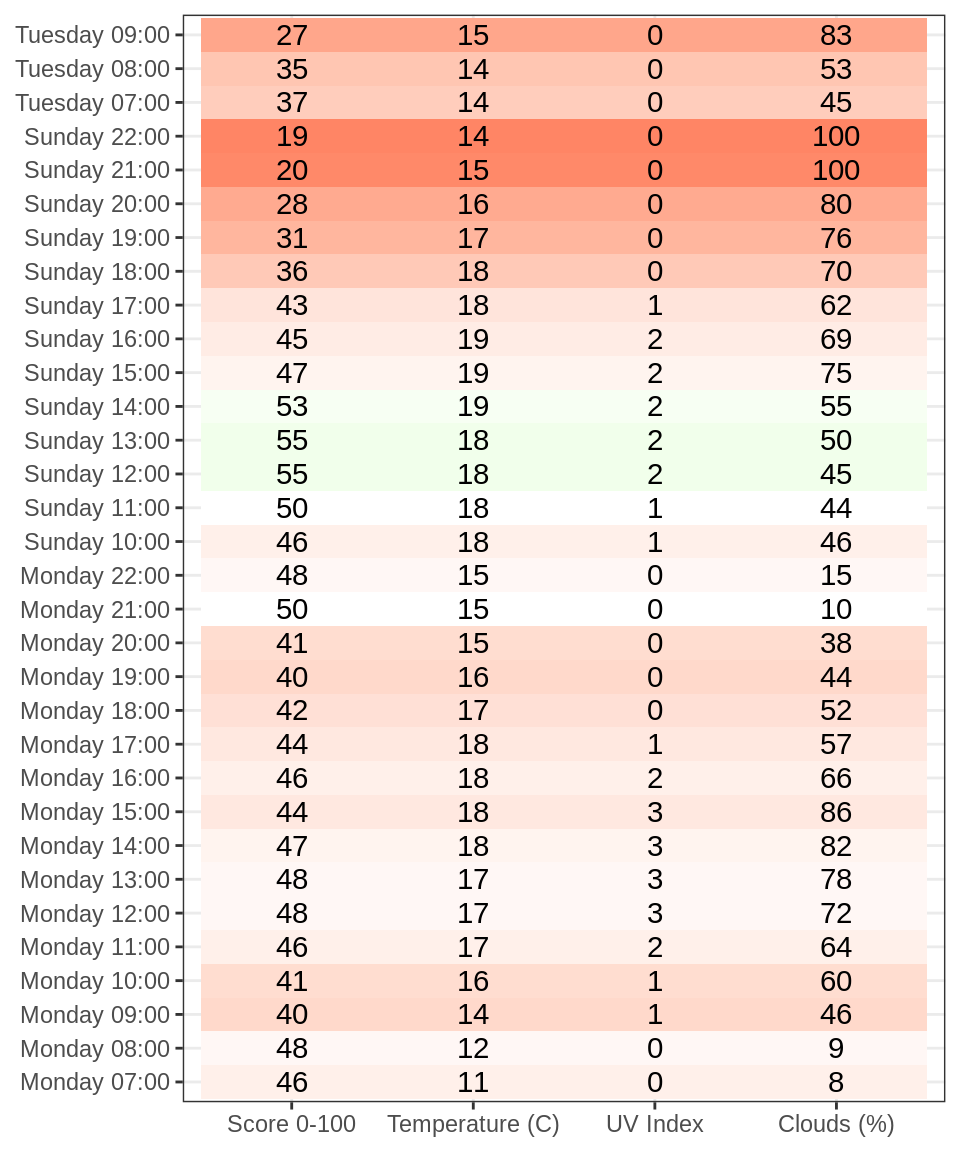 Tuesday 09:00 27 15 0 83
Tuesday 08:00 35 14 0 53
Tuesday 07:00 37 14 0 45
Sunday 22:00 19 14 0 100
Sunday 21:00 20 15 0 100
Sunday 20:00 28 16 0 80
Sunday 19:00 31 17 0 76
Sunday 18:00 36 18 0 70
Sunday 17:00 43 18 1 62
Sunday 16:00 45 19 2 69
Sunday 15:00 47 19 2 75
Sunday 14:00 53 19 2 55
Sunday 13:00 55 18 2 50
Sunday 12:00 55 18 2 45
Sunday 11:00 50 18 1 44
Sunday 10:00 46 18 1 46
Monday 22:00 48 15 0 15
Monday 21:00 50 15 0 10
Monday 20:00 41 15 0 38
Monday 19:00 40 16 0 44
Monday 18:00 42 17 0 52
Monday 17:00 44 18 1 57
Monday 16:00 46 18 2 66
Monday 15:00 44 18 3 86
Monday 14:00 47 18 3 82
Monday 13:00 48 17 3 78
Monday 12:00 48 17 3 72
Monday 11:00 46 17 2 64
Monday 10:00 41 16 1 60
Monday 09:00 40 14 1 46
Monday 08:00 48 12 0 9
Monday 07:00 46 11 0 8
Score 0-100 Temperature (C) UV Index Clouds (%)